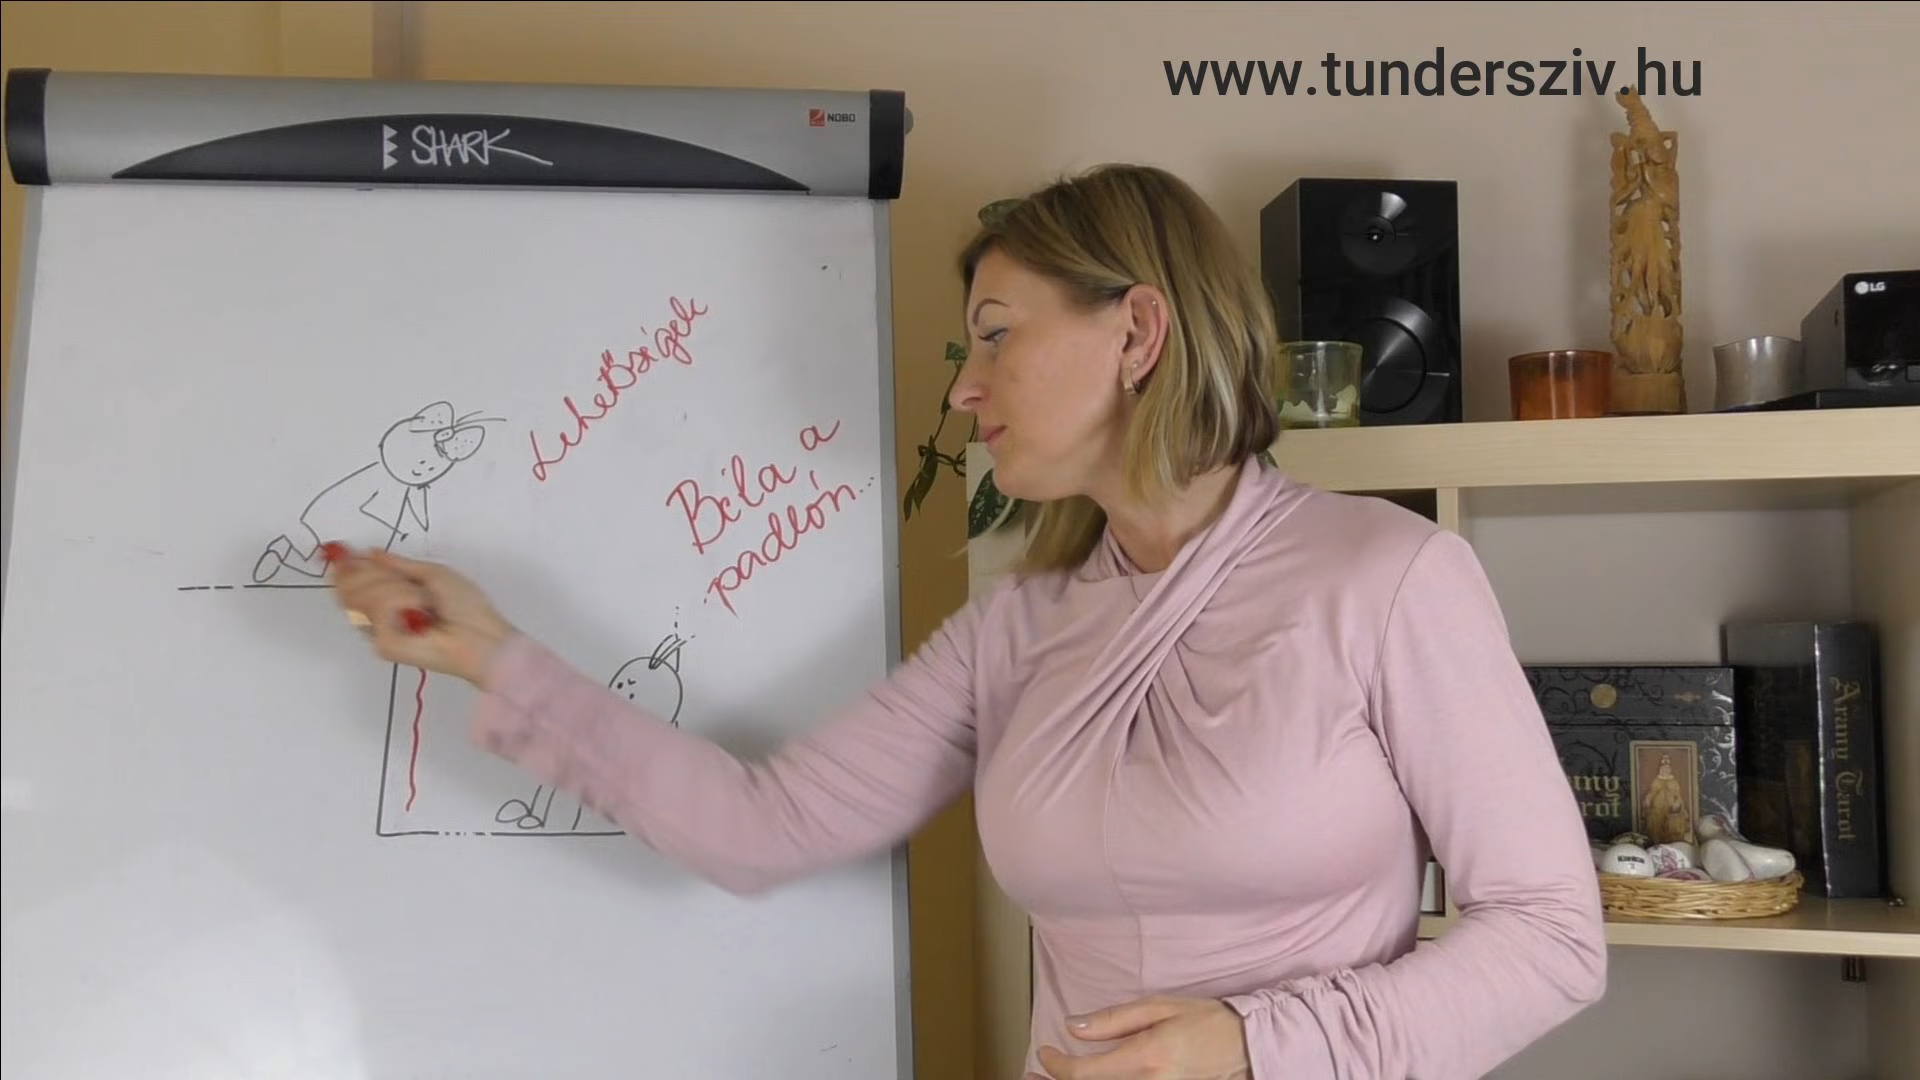 www.tundersziv.hu
NOBO
SHARK
Lehetőségek
Béla a
padlón...
LG
Arany Tarot